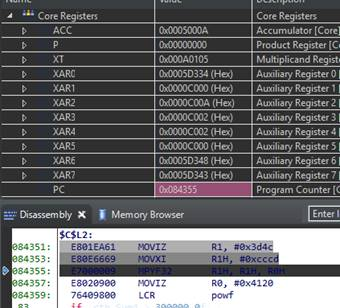 Value
Core Registers Core Registers
ACC 0x0005000A Accumulator [Core]
P 0x00000000 Product Register [Core]
XT 0x000A0105 Multiplicand Register
XAR0 0x0005D334 (Hex) Auxiliary Register 0
XAR1 0x0000C000 (Hex) Auxiliary Register 1
XAR2 0x0000C00A (Hex) Auxiliary Register 2
XAR3 0x0000C002 (Hex) Auxiliary Register 3
XAR4 0x0000C002 (Hex) Auxiliary Register 4
XAR5 0x0000C002 (Hex) Auxiliary Register 5
XAR6 0x0005D348 (Hex) Auxiliary Register 6
XAR7 0x0005D343 (Hex) Auxiliary Register 7
PC 0x084355 Program Counter [Core]
Disassembly Memory Browser Enter l
$C$L2:
084351: E801EA61 MOVIZ R1, #0x3d4c
084353: E80E6669 MOVXI R1H, #0xcccd
084355: E7000009 MPYF32 R1H, R1H, R0H
084357: E8020900 MOVIZ R0, #0x4120
084359: 76409800 LCR powf
83 if